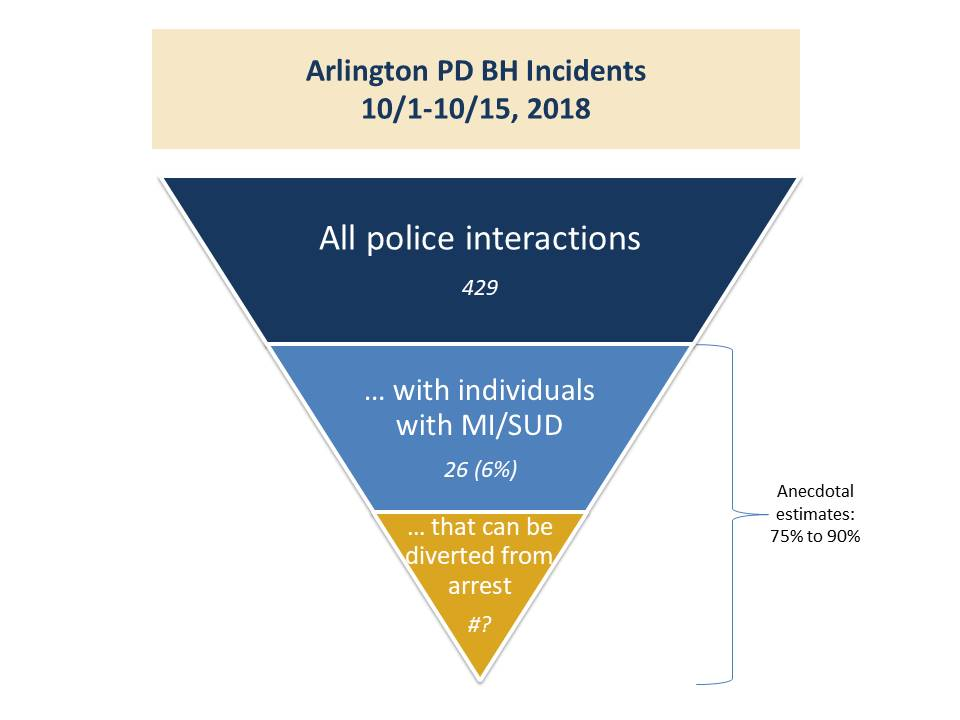 Arlington PD BH Incidents
10/1-10/15, 2018
All police interactions
429
... with individuals
with MI/SUD
26 (6%)
... that can be
diverted from
arrest
#?
Anecdotal
estimates:
75% to 90%